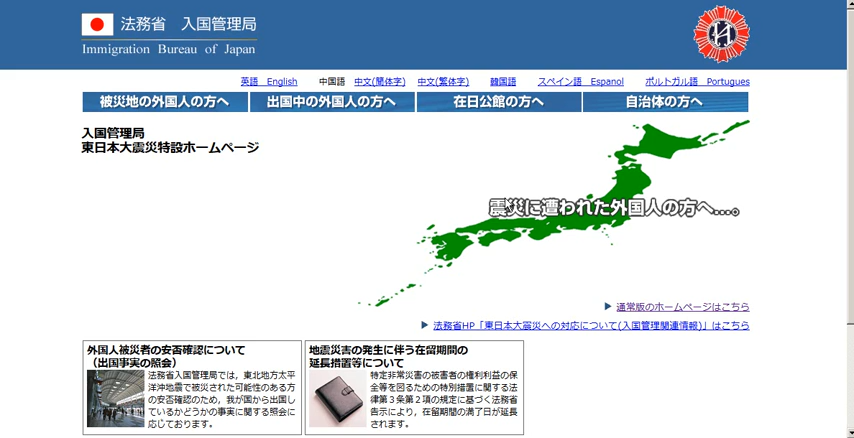 法務省　入国管理局
Immigration Bureau of Japan
英語　English　中国語　中文(簡体字)　中文(繁体字)　韓国語　スペイン語　Espanol　ポルトガル語　Portugues
被災地の外国人の方へ　出国中の外国人の方へ　在日公館の方へ　自治体の方へ
入国管理局
東日本大震災特設ホームページ
震災に遭われた外国人の方へ…。
通常版のホームページはこちら
法務省HP「東日本大震災への対応について(入国管理関連情報)」はこちら
外国人被災者の安否確認について
（出国事実の照会）
法務省入国管理局では，東北地方太平
洋沖地震で被災された可能性のある方
の安否確認のため，我が国から出国し
ているかどうかの事実に関する照会に
応じております。
地震災害の発生に伴う在留期間の
延長措置等について
特定非常災害の被害者の権利利益の保
全等を図るための特別措置に関する法
律第３条第２項の規定に基づく法務省
告示により，在留期間の満了日が延長
されます。